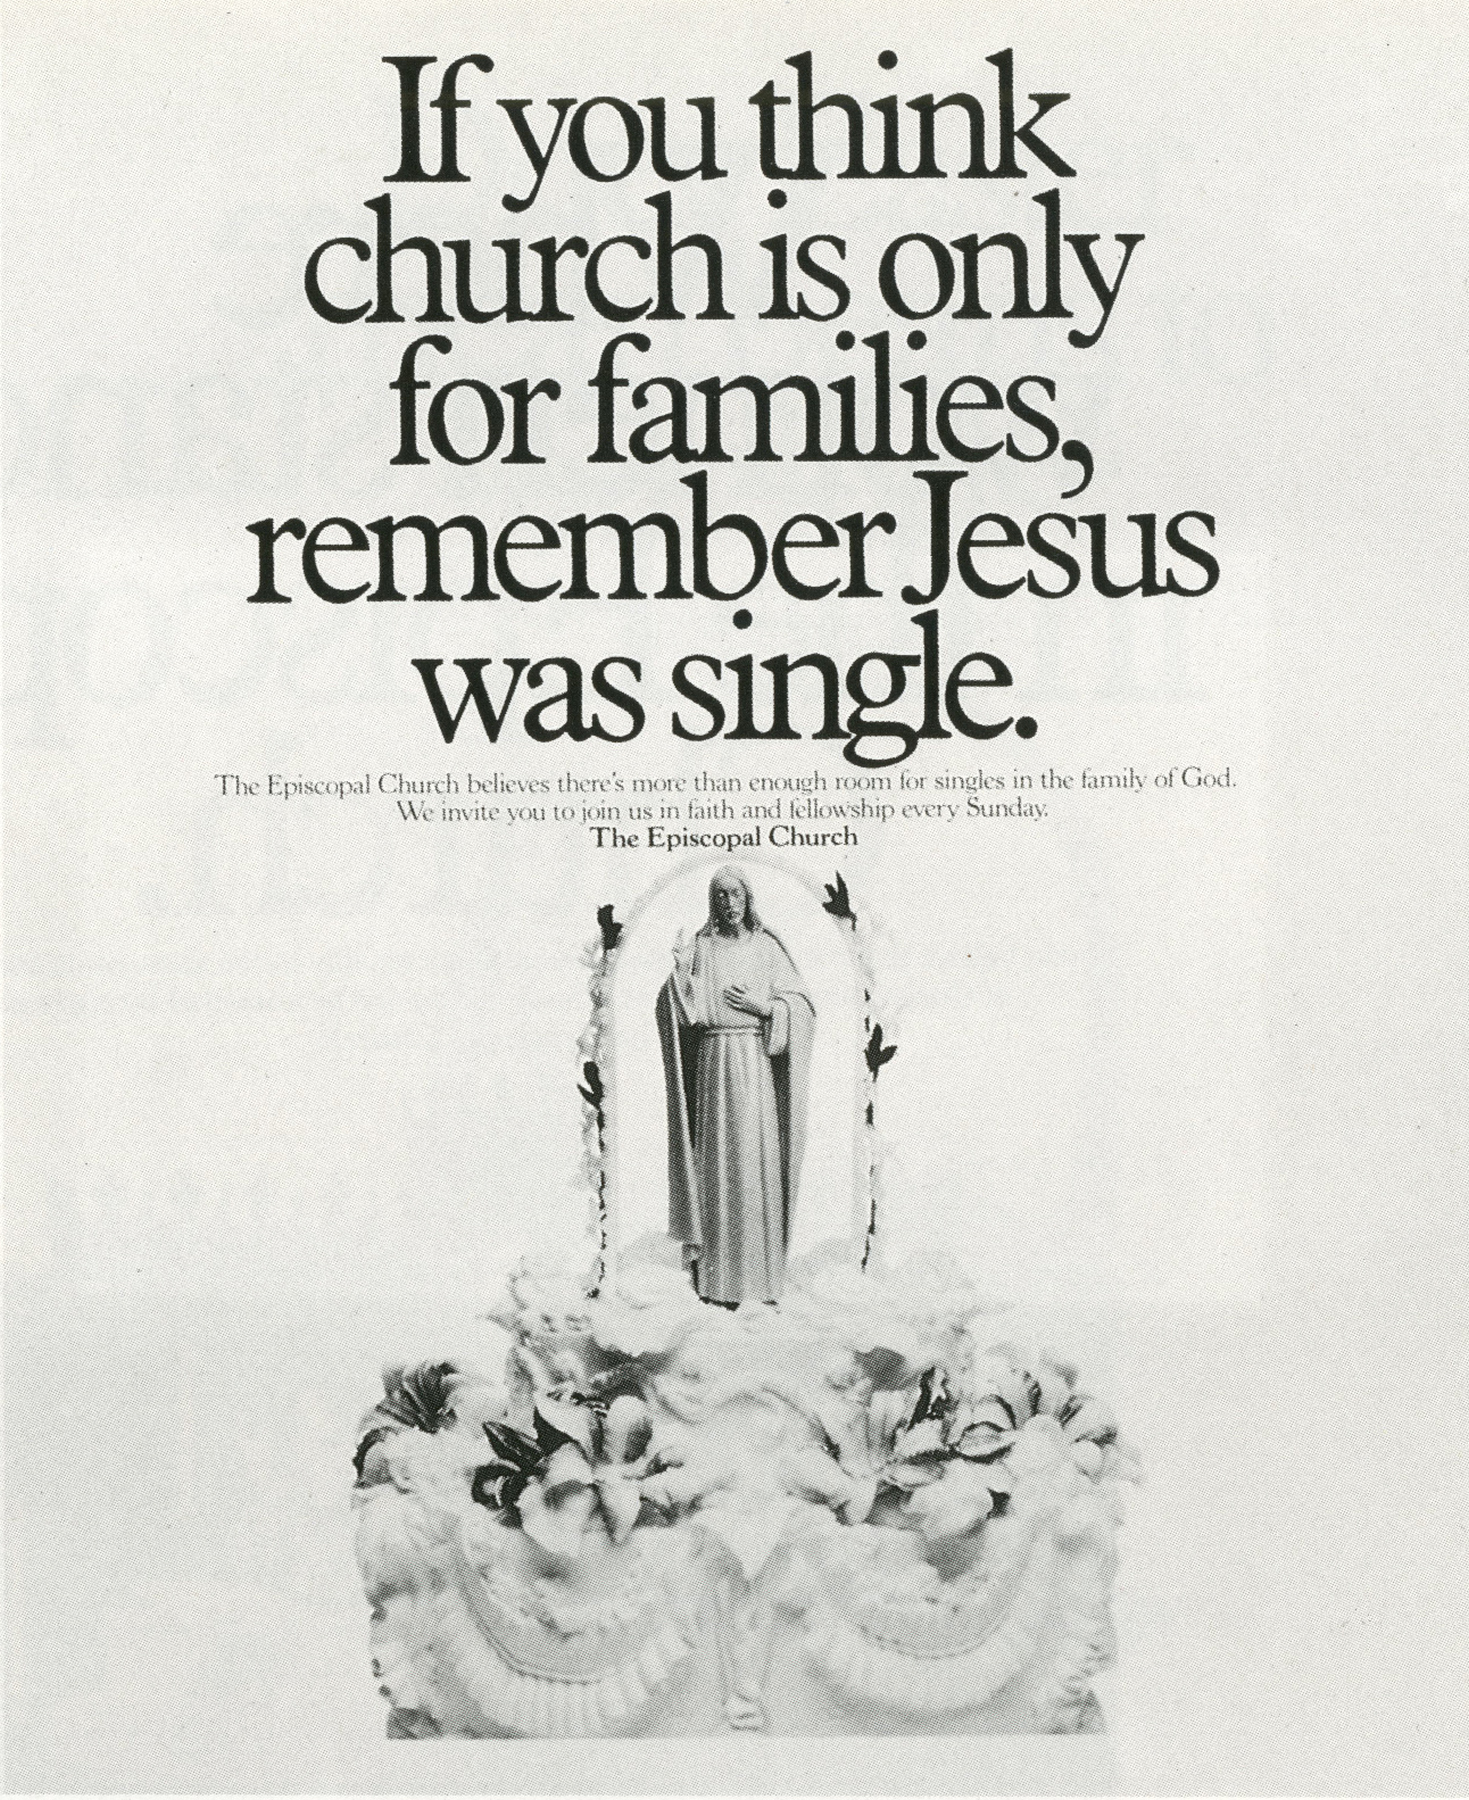 If you think
church is only
for families,
remember Jesus
was single.
The Episcopal Church believes there's more than enough room for singles in the family of God.
We invite you to join us in faith and fellowship every Sunday.
The Episcopal Church